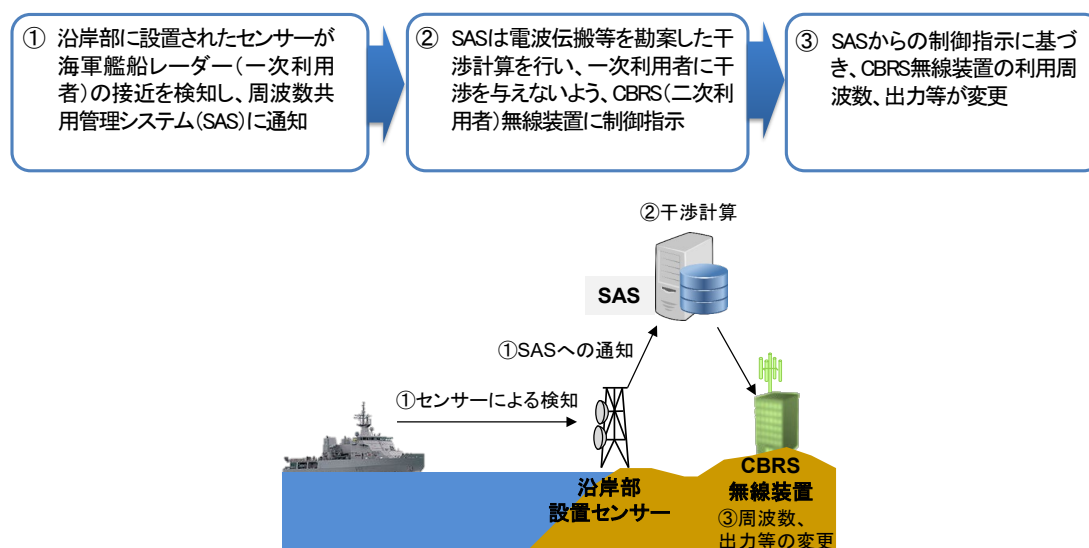 ① 沿岸部に設置されたセンサーが
海軍艦船レーダー(一次利用
者)の接近を検知し、周波数共
用管理システム(SAS)に通知
② SASは電波伝搬等を勘案した干
渉計算を行い、一次利用者に干
渉を与えないよう、CBRS(二次利
用者)無線装置に制御指示
③ SASからの制御指示に基づ
き、CBRS無線装置の利用周
波数、出力等が変更
②干渉計算
SAS
①SASへの通知
①センサーによる検知
沿岸部
設置センサー
CBRS
無線装置
③周波数、
出力等の変更